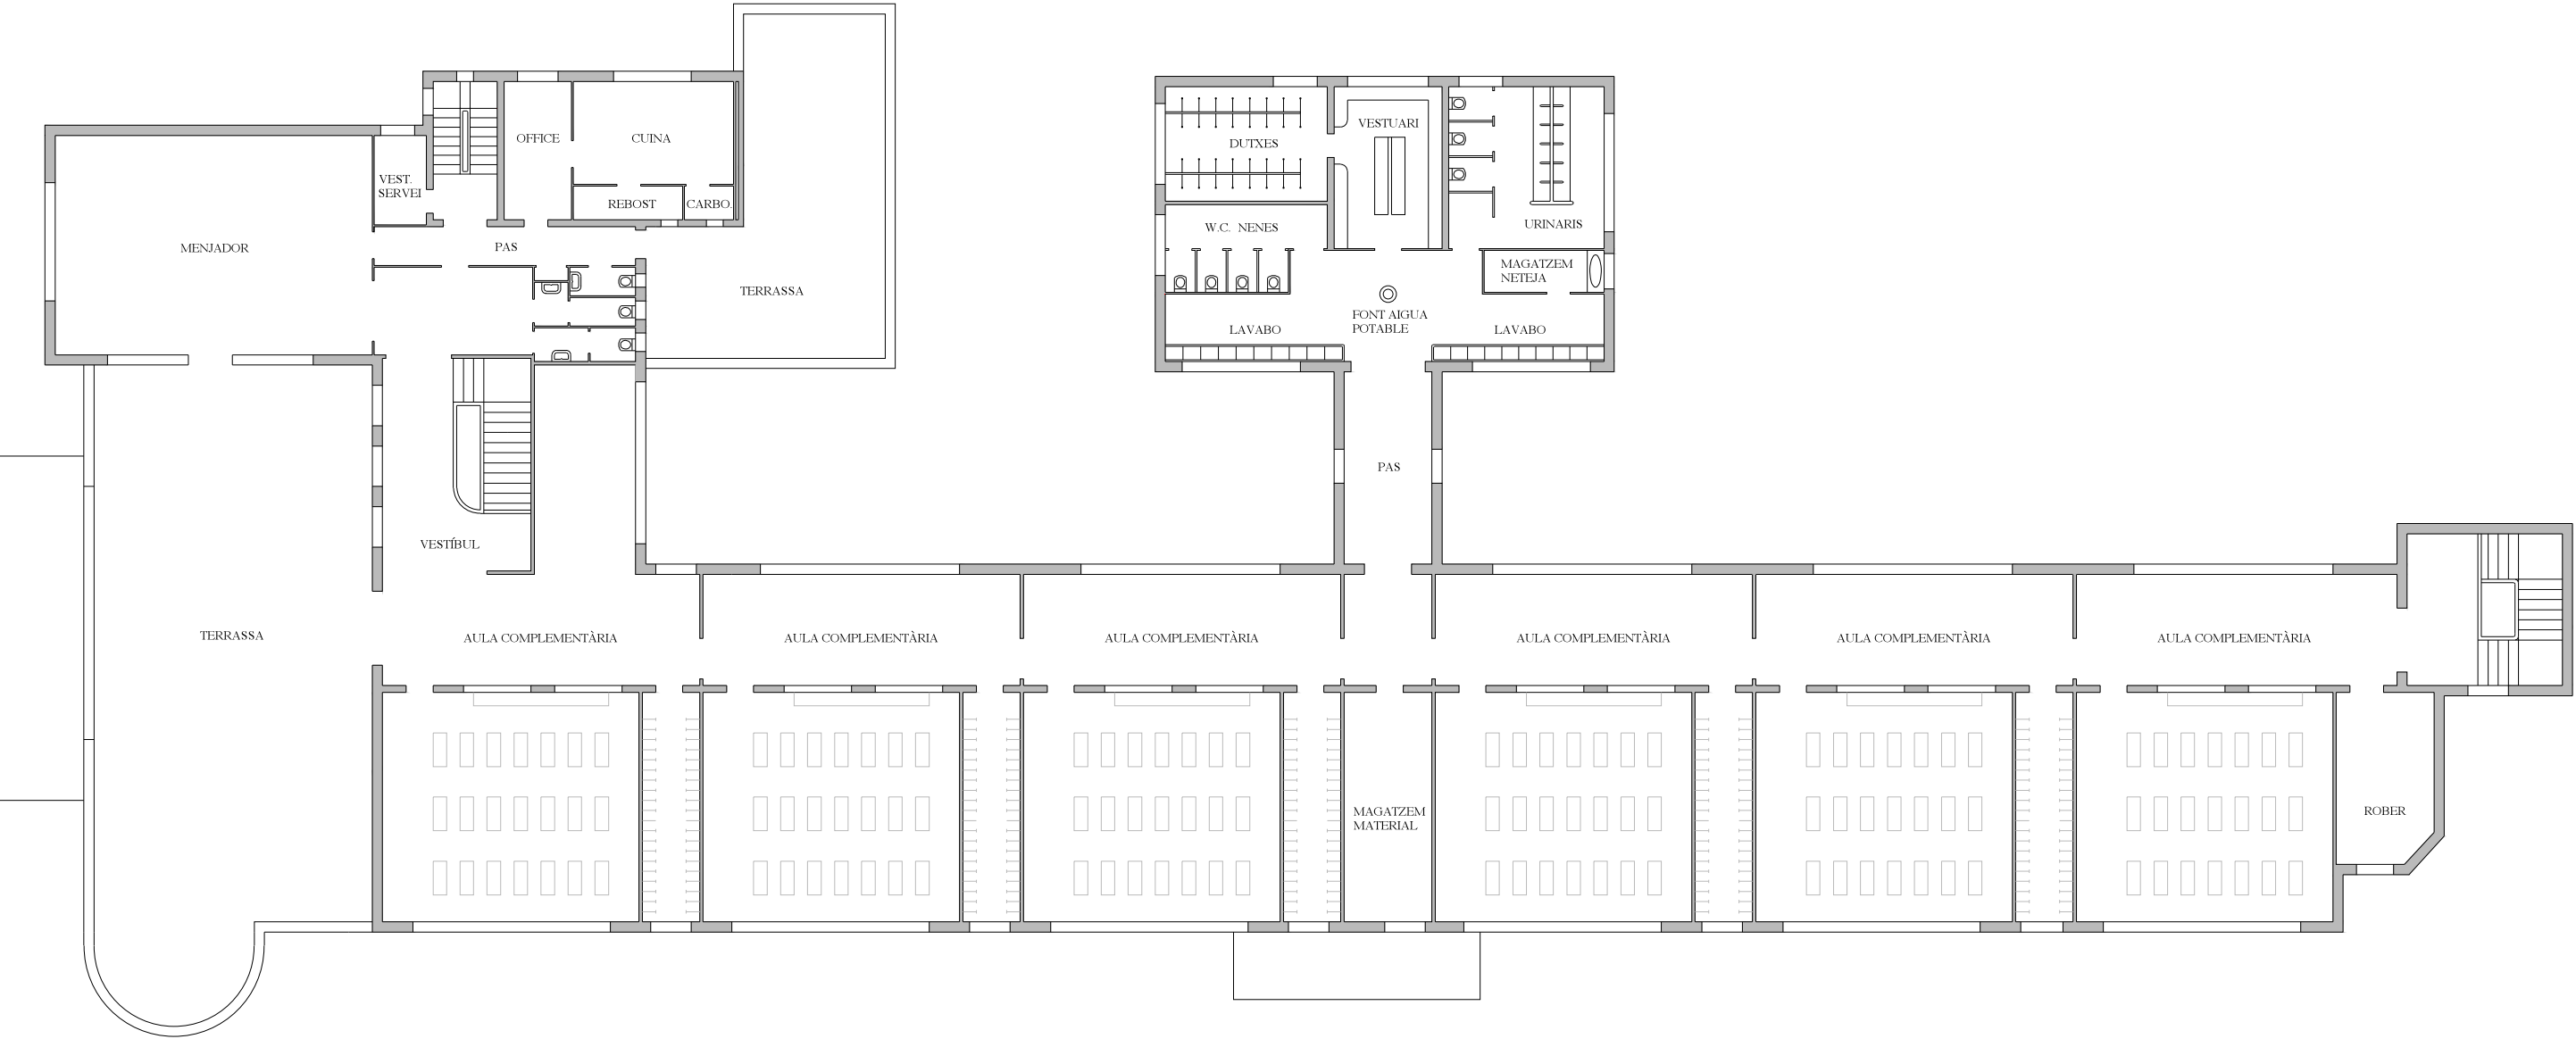 OFFICE
CUINA
VESTUARI
DUTXES
VEST.
SERVEI
REBOST
CARBO.
W.C. NENES
URINARIS
MENJADOR
PAS
MAGATZEM
NETEJA
TERRASSA
FONT AIGUA
POTABLE
LAVABO
LAVABO
PAS
VESTÍBUL
TERRASSA
AULA COMPLEMENTÀRIA
AULA COMPLEMENTÀRIA
AULA COMPLEMENTÀRIA
AULA COMPLEMENTÀRIA
AULA COMPLEMENTÀRIA
AULA COMPLEMENTÀRIA
MAGATZEM
MATERIAL
ROBER